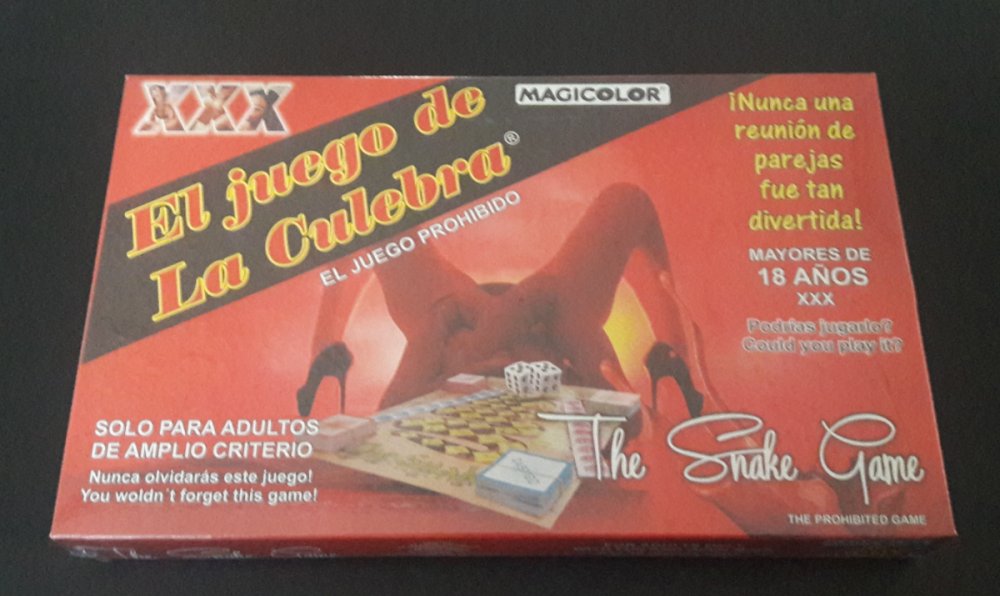 XXX
El juego de
La Culebra®
EL JUEGO PROHIBIDO
MAGICOLOR
¡Nunca una
reunión de
parejas
fue tan
divertida!
MAYORES DE
18 AÑOS
XXX
Podrías jugarlo?
Could you play it?
SOLO PARA ADULTOS
DE AMPLIO CRITERIO
Nunca olvidarás este juego!
You woldn´t forget this game!
The Snake Game
THE PROHIBITED GAME